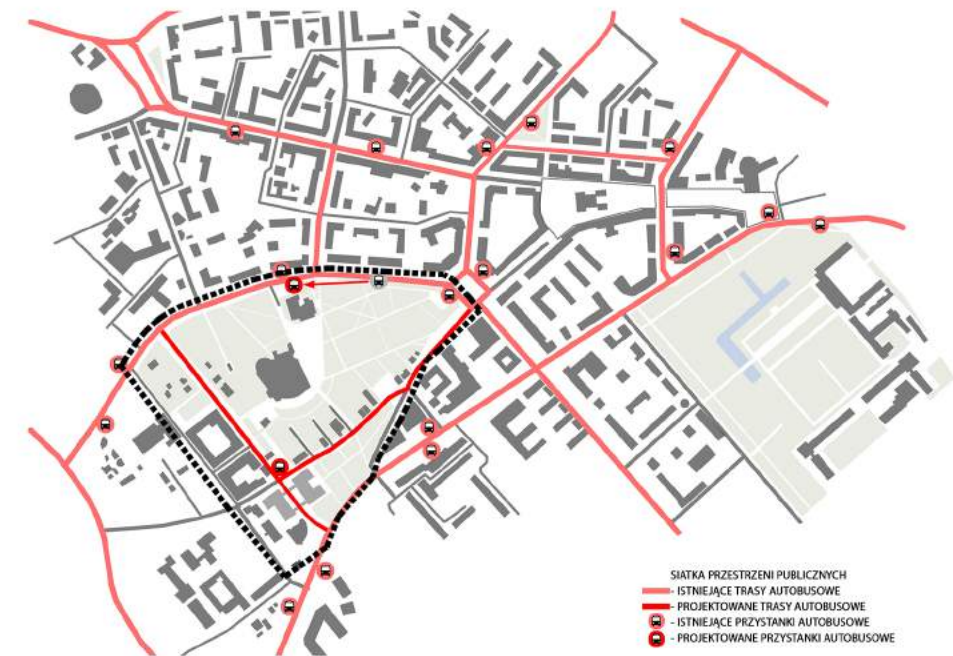 SIATKA PRZESTRZENI PUBLICZNYCH
- ISTNIEJĄCE TRASY AUTOBUSOWE
- PROJEKTOWANE TRASY AUTOBUSOWE
- ISTNIEJĄCE PRZYSTANKI AUTOBUSOWE
- PROJEKTOWANE PRZYSTANKI AUTOBUSOWE